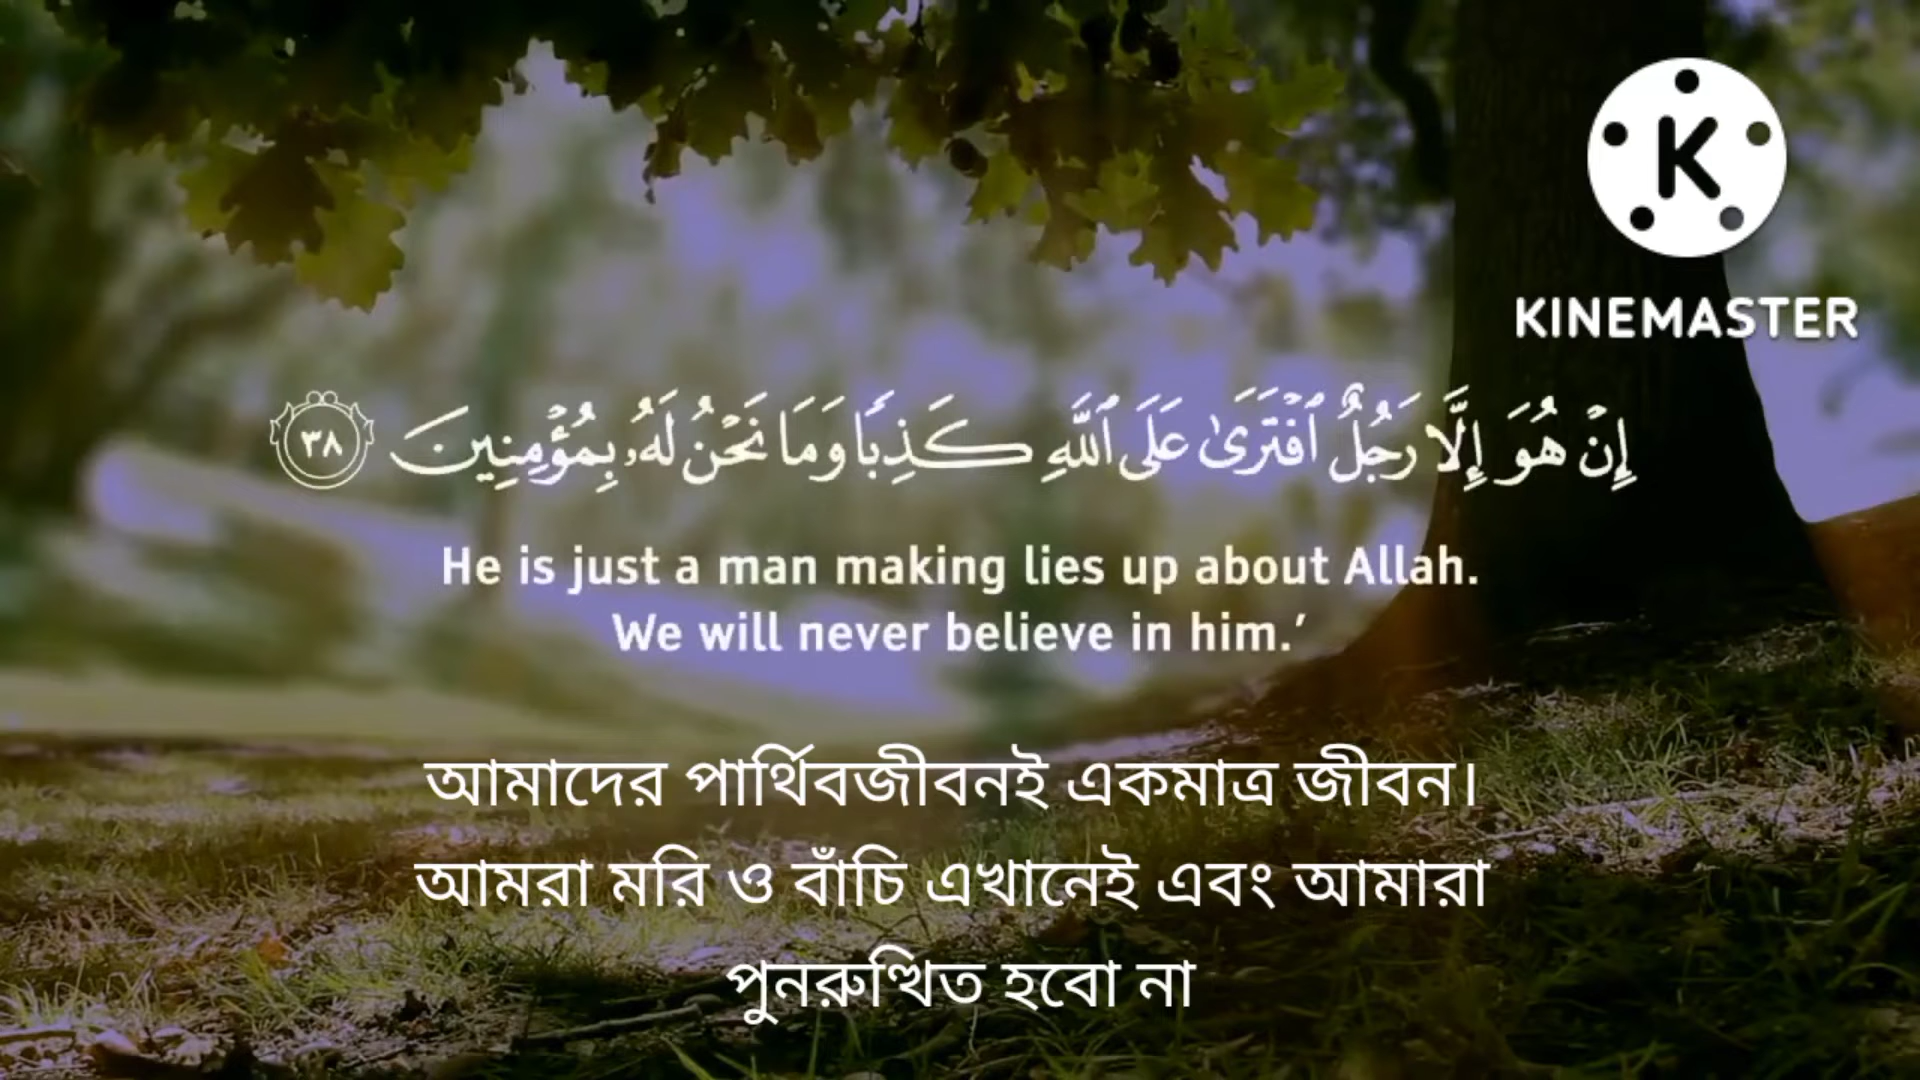 KINEMASTER
إِنۡ هُوَ إِلَّا رَجُلٌ ٱفۡتَرَىٰ عَلَى ٱللَّهِ كَذِبًا وَمَا نَحۡنُ لَهُۥ بِمُؤۡمِنِينَ ٣٨
He is just a man making lies up about Allah.
We will never believe in him.’
আমাদের পার্থিবজীবনই একমাত্র জীবন।
আমরা মরি ও বাঁচি এখানেই এবং আমারা
পুনরুত্থিত হবো না